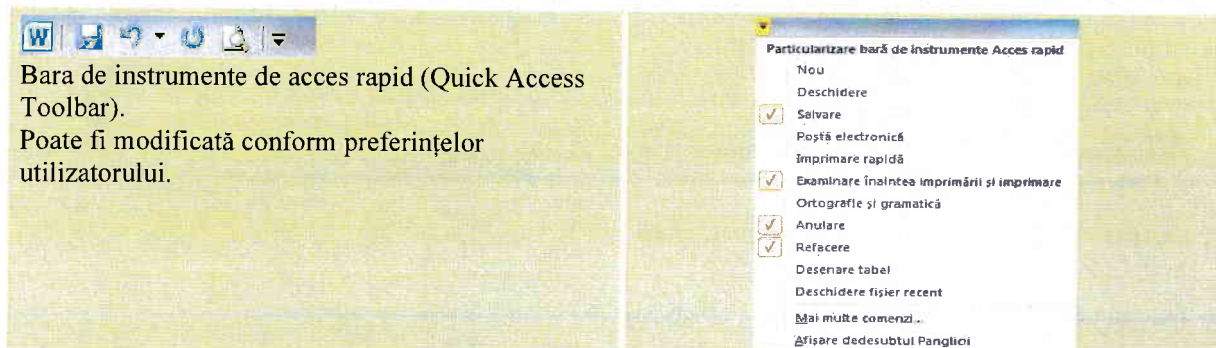 Bara de instrumente de acces rapid (Quick Access
Toolbar).
Poate fi modificată conform preferințelor
utilizatorului.
Particularizare bară de instrumente Acces rapid
Nou
Deschidere
Salvare
Poștă electronică
Imprimare rapidă
Examinare înaintea imprimării și imprimare
Ortografie și gramatică
Anulare
Refacere
Desenare tabel
Deschidere fișier recent
Mai multe comenzi...
Afișare dedesubtul Panglicii